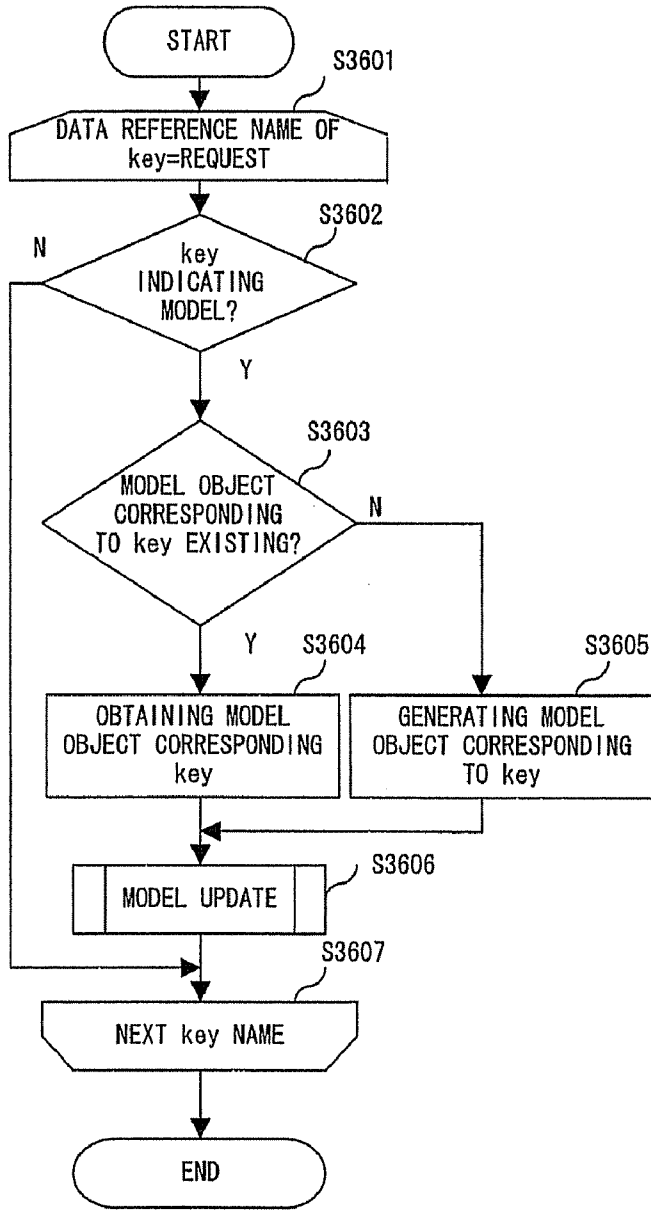 START
S3601
DATA REFERENCE NAME OF
key=REQUEST
S3602
N
key
INDICATING
MODEL?
Y
S3603
MODEL OBJECT
CORRESPONDING
TO key EXISTING?
N
Y
S3604
S3605
OBTAINING MODEL
OBJECT CORRESPONDING
key
GENERATING MODEL
OBJECT CORRESPONDING
TO key
S3606
MODEL UPDATE
S3607
NEXT key NAME
END